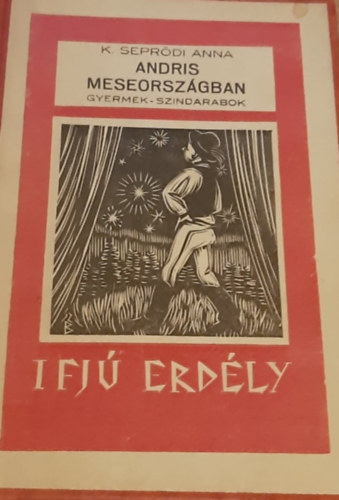 K. SEPRŐDI ANNA
ANDRIS
MESEORSZÁGBAN
GYERMEK-SZINDARABOK
IFJÚ ERDÉLY